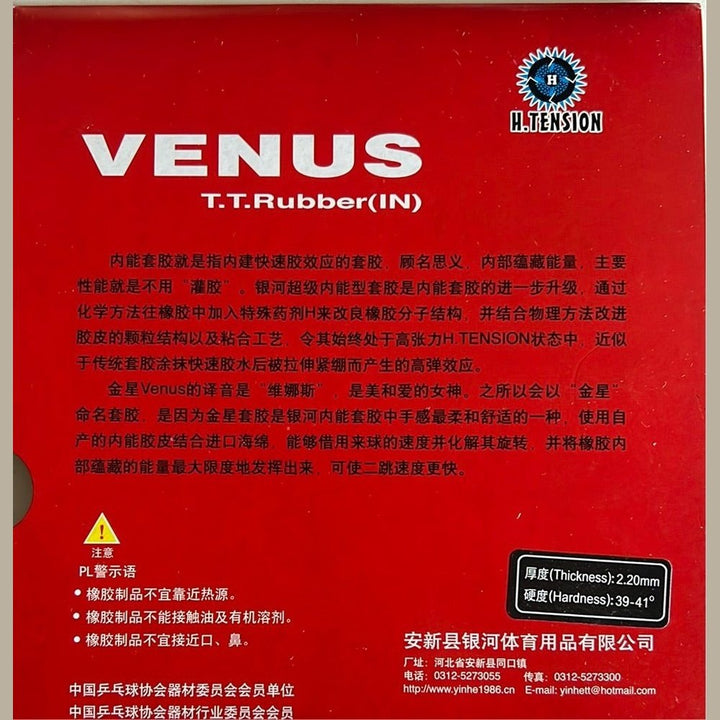 H
H.TENSION
VENUS
T.T.Rubber(IN)
内能套胶就是指内建快速胶效应的套胶，顾名思义，内部蕴藏能量，主要
性能就是不用“灌胶”。银河超级内能型套胶是内能套胶的进一步升级，通过
化学方法往橡胶中加入特殊药剂H来改良橡胶分子结构，并结合物理方法改进
胶皮的颗粒结构以及粘合工艺，令其始终处于高张力H.TENSION状态中，近似
于传统套胶涂抹快速胶水后被拉伸紧绷而产生的高弹效应。
金星Venus的译音是“维娜斯”，是美和爱的女神。之所以会以“金星”
命名套胶，是因为金星套胶是银河内能套胶中手感最柔和舒适的一种，使用自
产的内能胶皮结合进口海绵，能够借用来球的速度并化解其旋转，并将橡胶内
部蕴藏的能量最大限度地发挥出来，可使二跳速度更快。
注意
PL警示语
• 橡胶制品不宜靠近热源。
• 橡胶制品不能接触油及有机溶剂。
• 橡胶制品不宜接近口、鼻。
厚度(Thickness): 2.20mm
硬度(Hardness): 39-41°
安新县银河体育用品有限公司
厂址：河北省安新县同口镇
电话：0312-5273055 传真：0312-5273300
网址：www.yinhe1986.cn E-mail: yinhett@hotmail.com
中国乒乓球协会器材委员会会员单位
中国乒乓球协会器材行业委员会会员